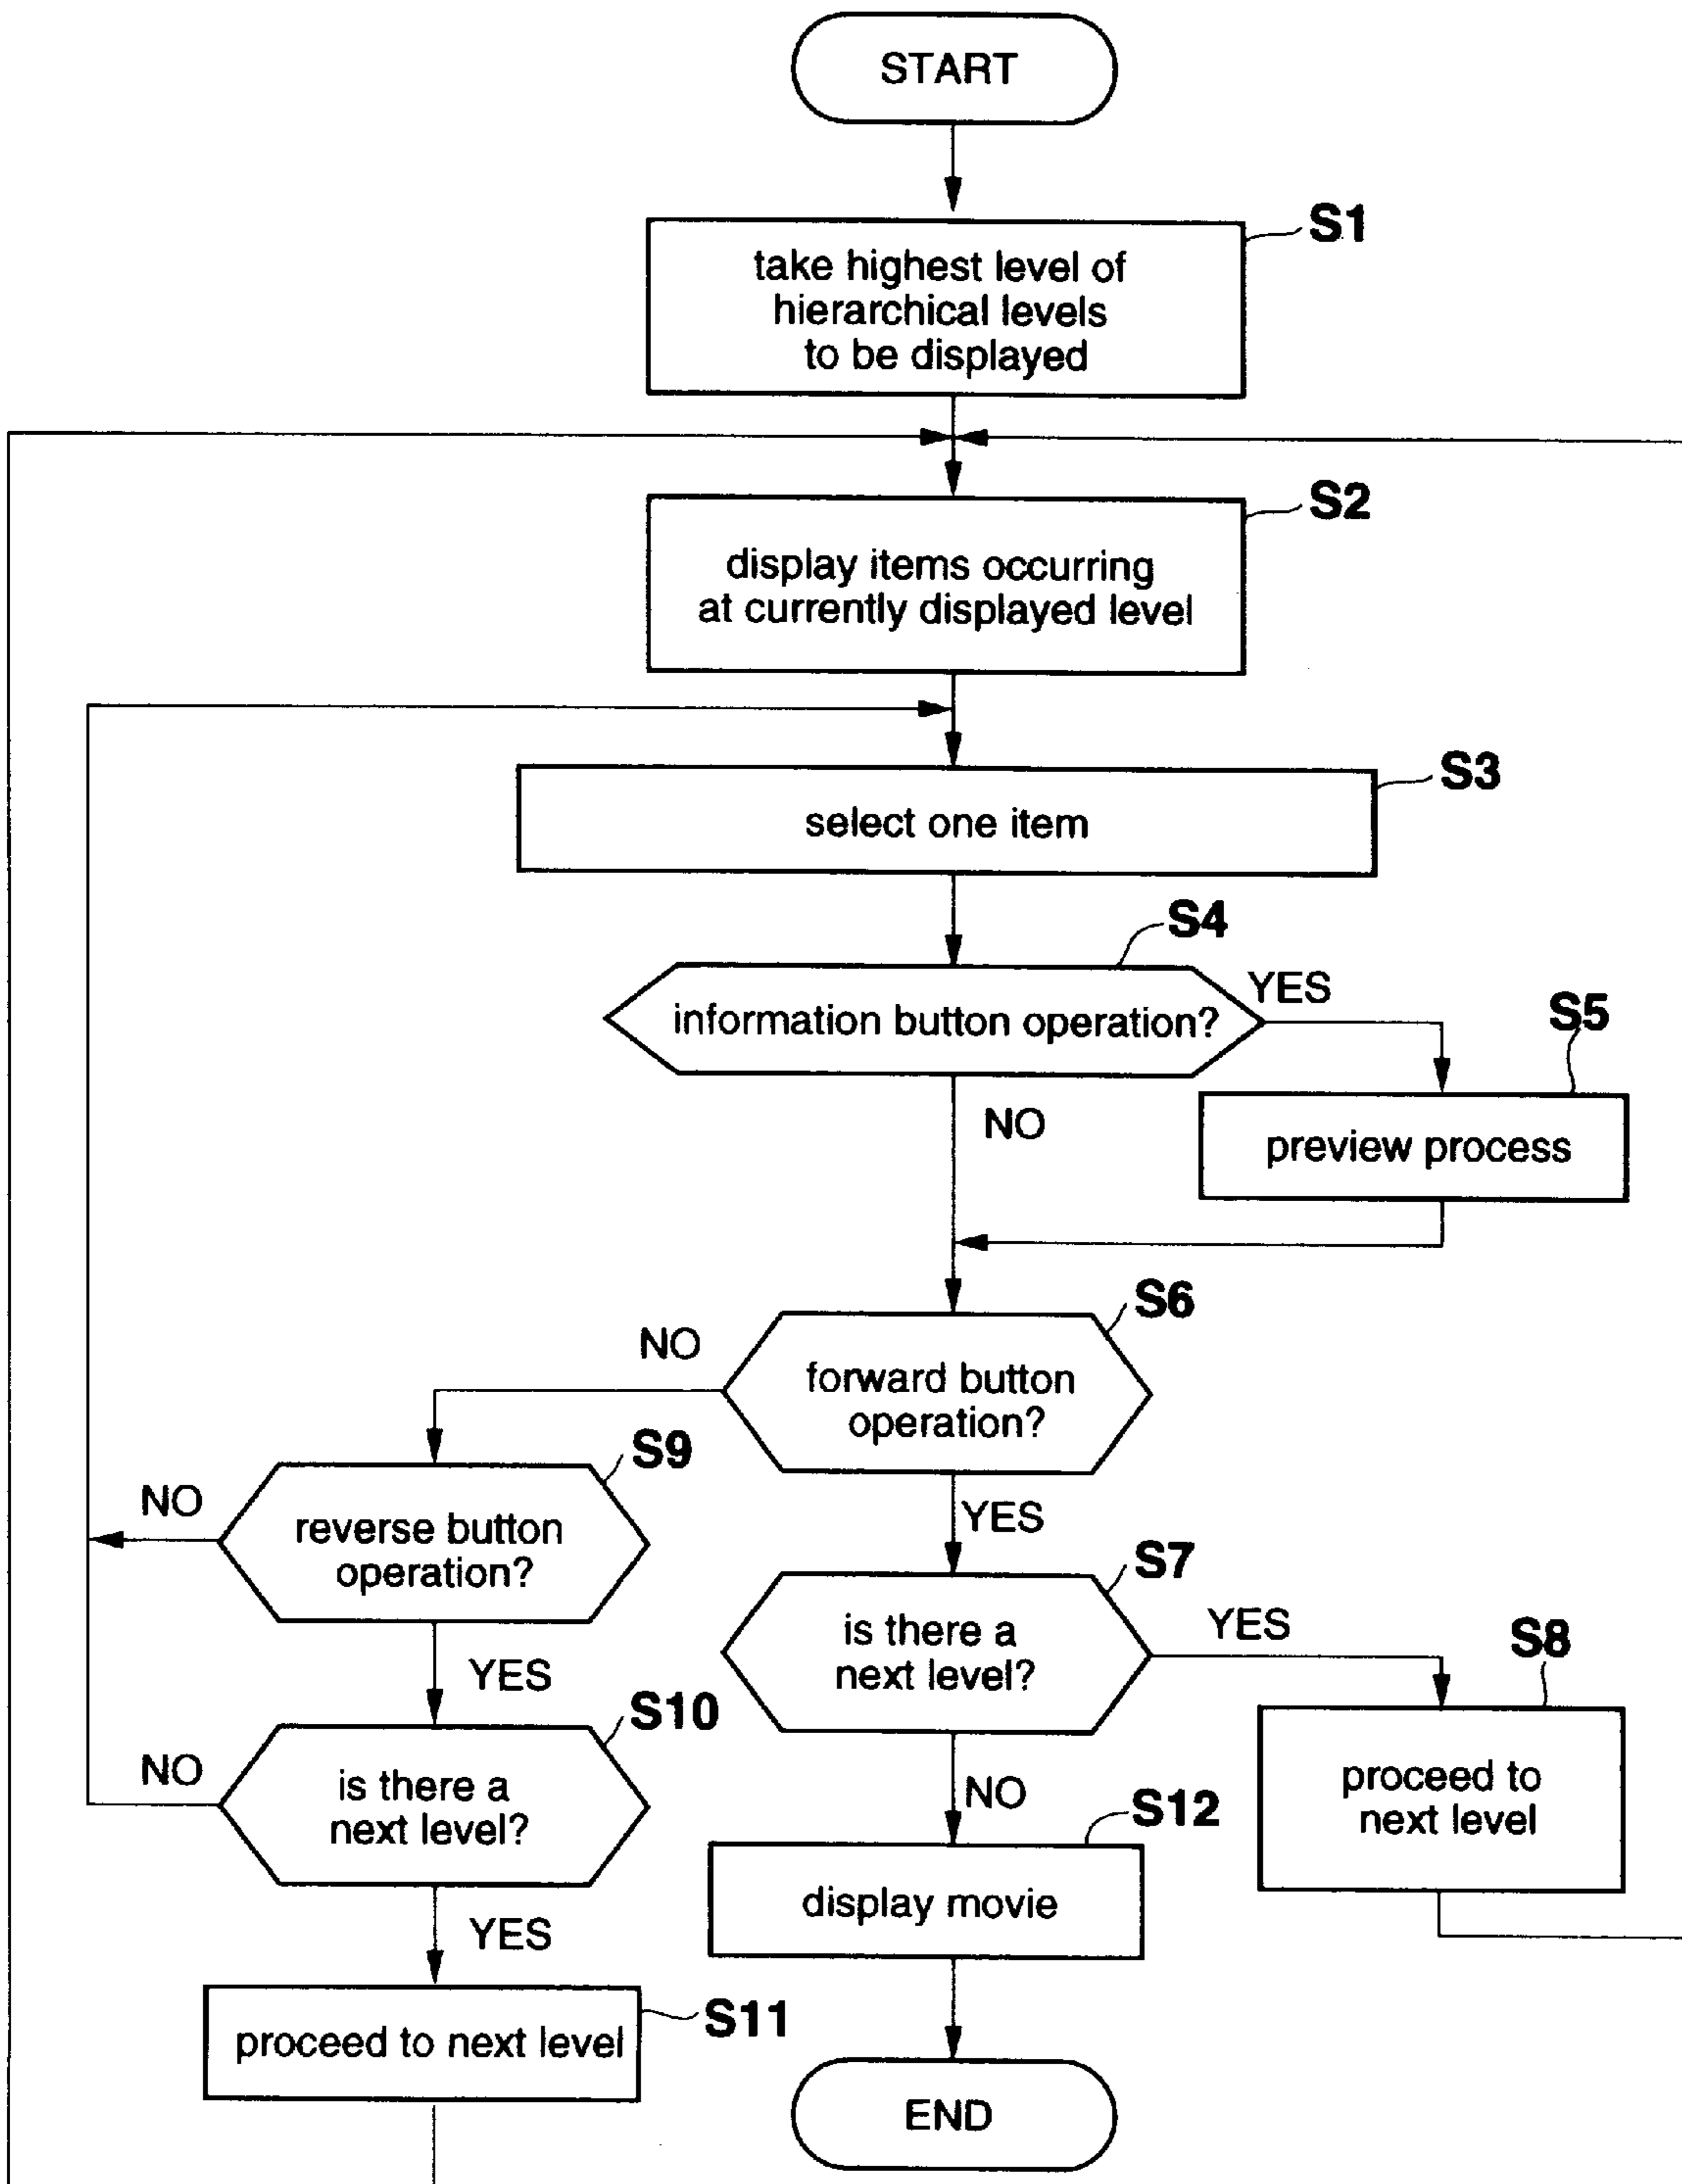 START
S1
take highest level of
hierarchical levels
to be displayed
S2
display items occurring
at currently displayed level
S3
select one item
S4
information button operation?
YES
S5
NO
preview process
S6
NO
forward button
operation?
S9
NO
reverse button
operation?
YES
S7
is there a
next level?
YES
S8
YES
S10
NO
is there a
next level?
NO
proceed to
next level
S12
display movie
YES
S11
proceed to next level
END